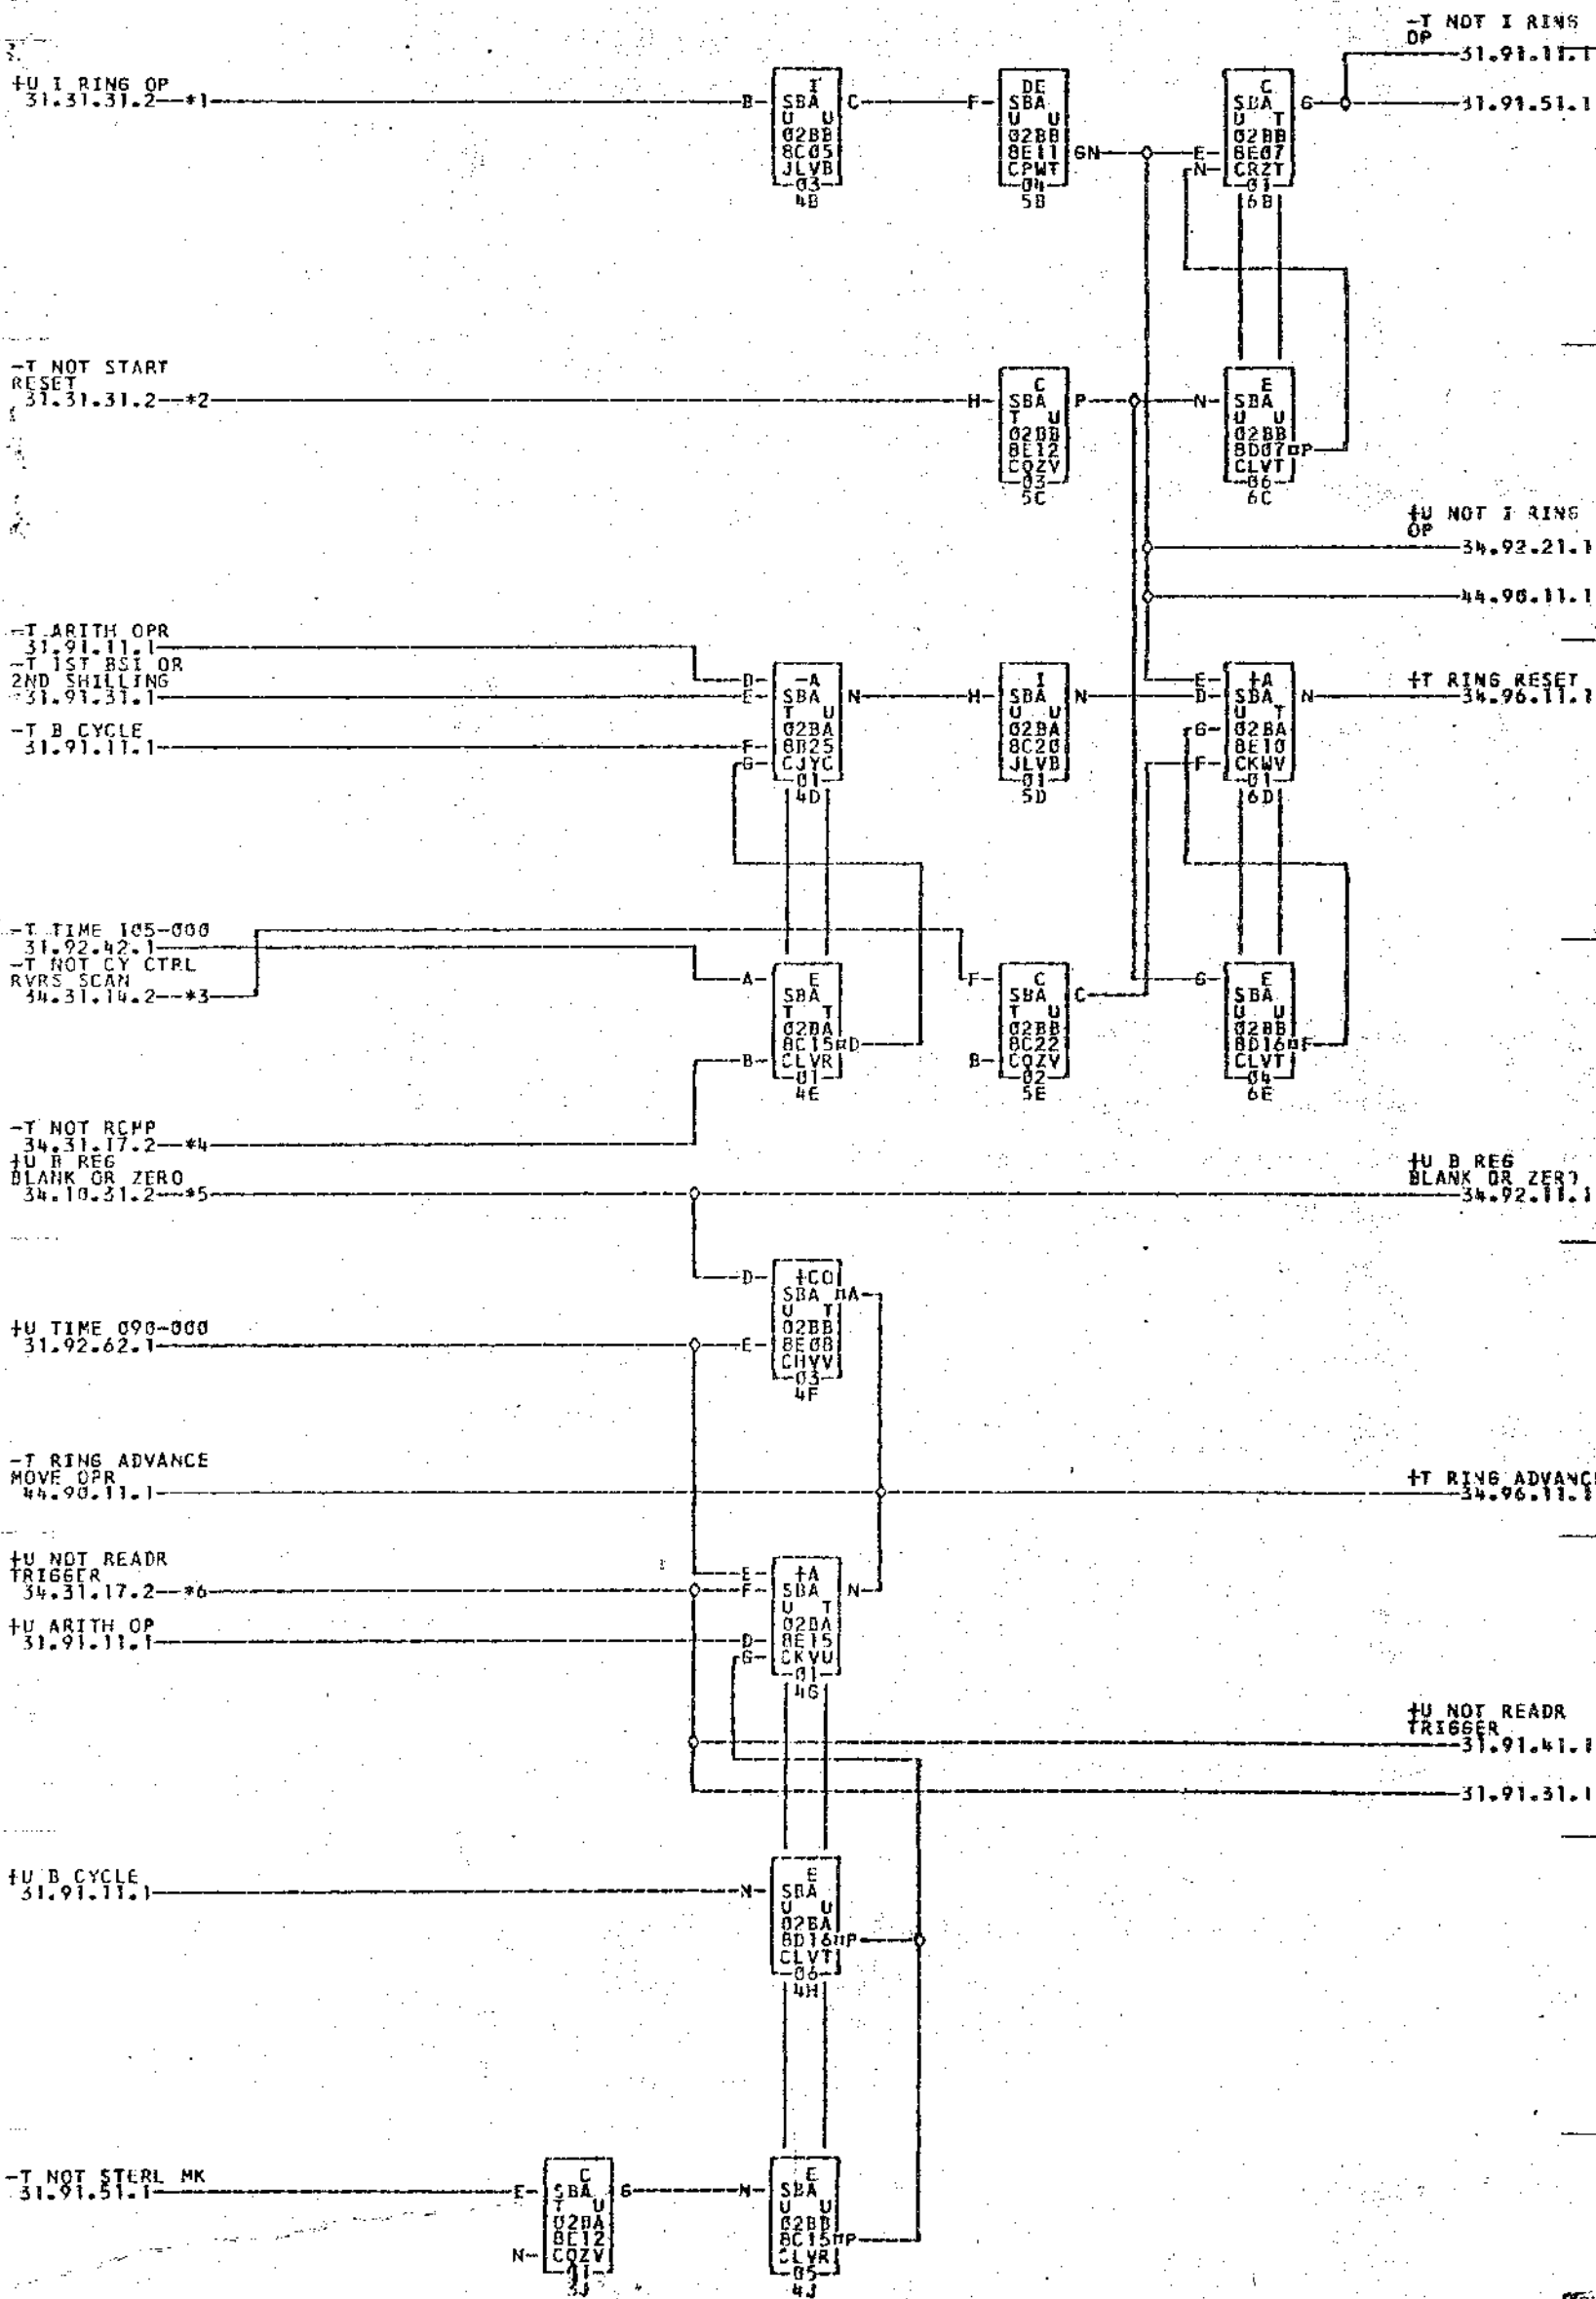 -T NOT I RING
OP
31.91.11.1
+U I RING OP
31.31.31.2--*1
B
I
SBA
U U
02BB
8C05
JLVB
03
4B
C
F
DE
SBA
U U
02BB
8E11
CPWT
04
5B
GN
E
N
C
SBA
U T
02BB
8E07
CRZT
01
6B
G
31.91.51.1
-T NOT START
RESET
31.31.31.2--*2
H
C
SBA
T U
02BB
8E12
CQZV
03
5C
P
N
E
SBA
U U
02BB
8D07
CLVT
06
6C
P
+U NOT I RING
OP
34.92.21.1
44.90.11.1
-T ARITH OPR
31.91.11.1
-T 1ST BSI OR
2ND SHILLING
31.91.31.1
-T B CYCLE
31.91.11.1
D
E
F
G
-A
SBA
T U
02BA
8B25
CJYC
01
4D
N
H
I
SBA
U U
02BA
8C20
JLVB
01
5D
N
E
D
G
F
+A
SBA
U T
02BA
8E10
CKWV
01
6D
N
+T RING RESET
34.96.11.1
-T TIME 105-000
31.92.42.1
-T NOT CY CTRL
RVRS SCAN
34.31.14.2--*3
A
B
E
SBA
T T
02BA
8C15
CLVR
01
4E
D
F
B
C
SBA
T U
02BB
8C22
CQZV
02
5E
C
G
E
SBA
U U
02BB
8D16
CLVT
04
6E
F
-T NOT RCMP
34.31.17.2--*4
+U B REG
BLANK OR ZERO
34.10.31.2--*5
+U B REG
BLANK OR ZERO
34.92.11.1
D
E
+CO
SBA
U T
02BB
8E08
CHVV
03
4F
A
+U TIME 090-000
31.92.62.1
-T RING ADVANCE
MOVE OPR
44.90.11.1
+T RING ADVANC
34.96.11.1
+U NOT READR
TRIGGER
34.31.17.2--*6
+U ARITH OP
31.91.11.1
E
F
D
G
+A
SBA
U T
02BA
8E15
CKVU
01
4G
N
+U NOT READR
TRIGGER
31.91.41.1
31.91.31.1
+U B CYCLE
31.91.11.1
N
E
SBA
U U
02BA
8D16
CLVT
06
4H
P
-T NOT STERL MK
31.91.51.1
E
N
C
SBA
T U
02BA
8E12
CQZV
01
3J
G
N
E
SBA
U U
02BB
8C15
CLVR
05
4J
P